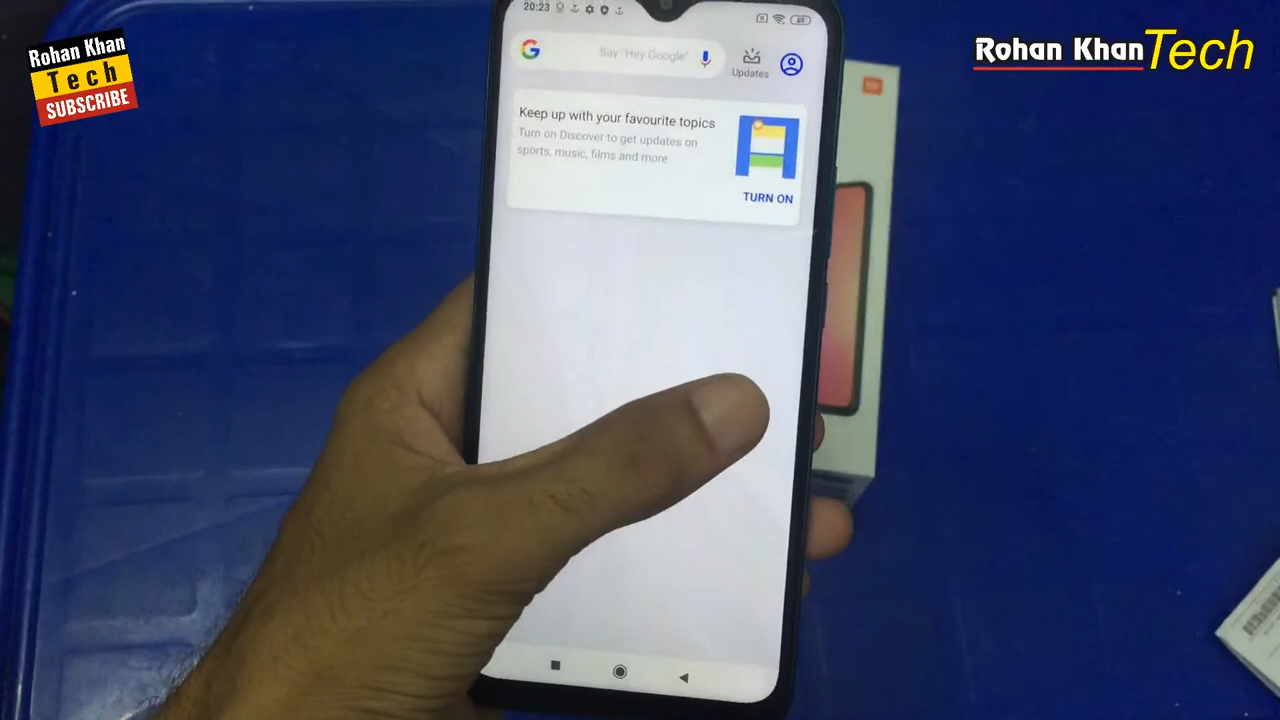 Rohan Khan
Tech
SUBSCRIBE
Rohan Khan Tech
20:23
69
Say "Hey Google"
Updates
Keep up with your favourite topics
Turn on Discover to get updates on
sports, music, films and more
TURN ON